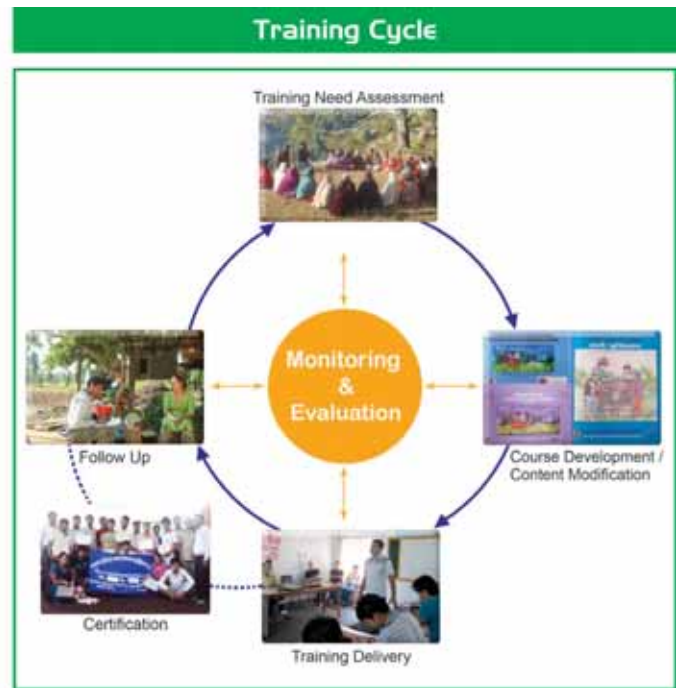 Training Cycle
Training Need Assessment
Monitoring
&
Evaluation
Follow Up
Course Development /
Content Modification
Certification
Training Delivery